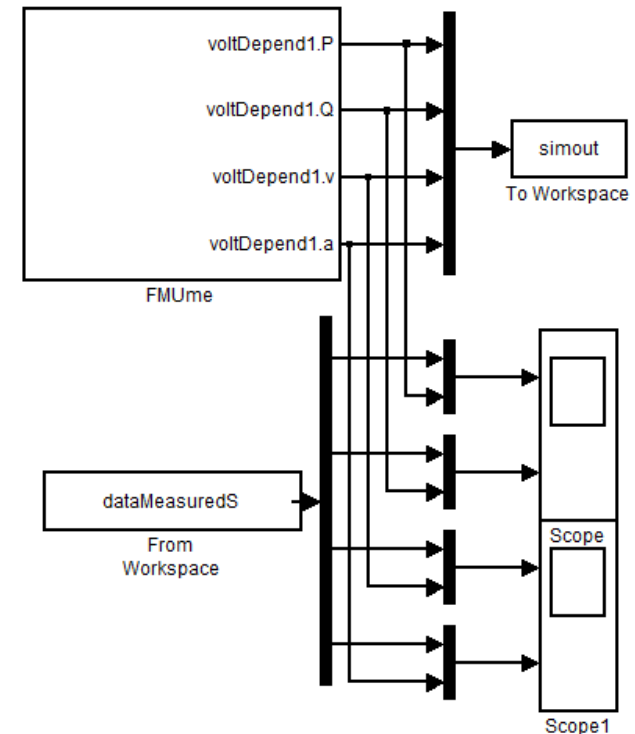 voltDepend1.P
voltDepend1.Q
voltDepend1.v
voltDepend1.a
FMUme
simout
To Workspace
dataMeasuredS
From
Workspace
Scope
Scope1